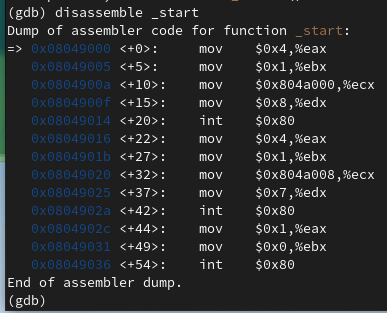 (gdb) disassemble _start
Dump of assembler code for function _start:
=> 0x08049000 <+0>:     mov    $0x4,%eax
   0x08049005 <+5>:     mov    $0x1,%ebx
   0x0804900a <+10>:    mov    $0x804a000,%ecx
   0x0804900f <+15>:    mov    $0x8,%edx
   0x08049014 <+20>:    int    $0x80
   0x08049016 <+22>:    mov    $0x4,%eax
   0x0804901b <+27>:    mov    $0x1,%ebx
   0x08049020 <+32>:    mov    $0x804a008,%ecx
   0x08049025 <+37>:    mov    $0x7,%edx
   0x0804902a <+42>:    int    $0x80
   0x0804902c <+44>:    mov    $0x1,%eax
   0x08049031 <+49>:    mov    $0x0,%ebx
   0x08049036 <+54>:    int    $0x80
End of assembler dump.
(gdb)